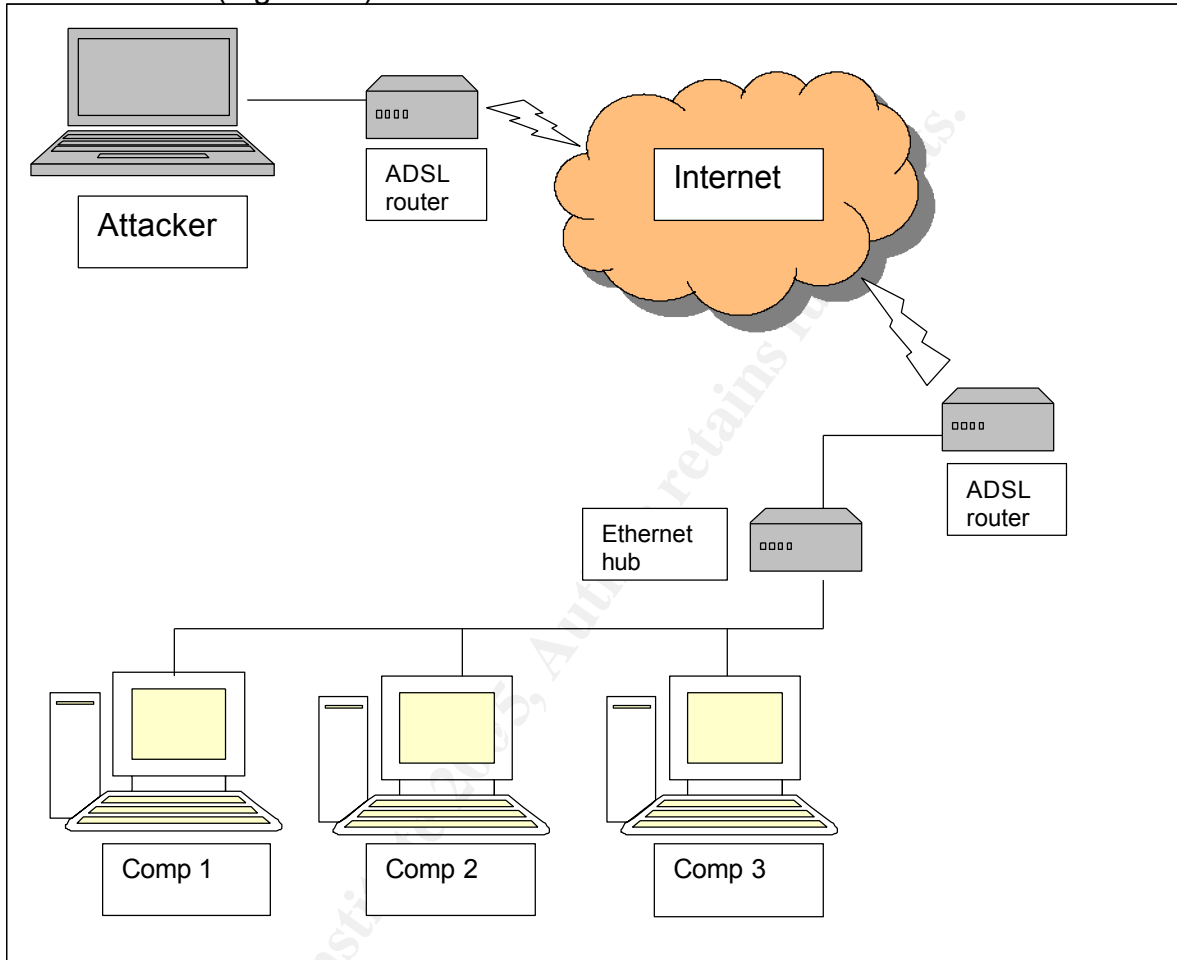 Attacker
ADSL
router
Internet
ADSL
router
Ethernet
hub
Comp 1
Comp 2
Comp 3